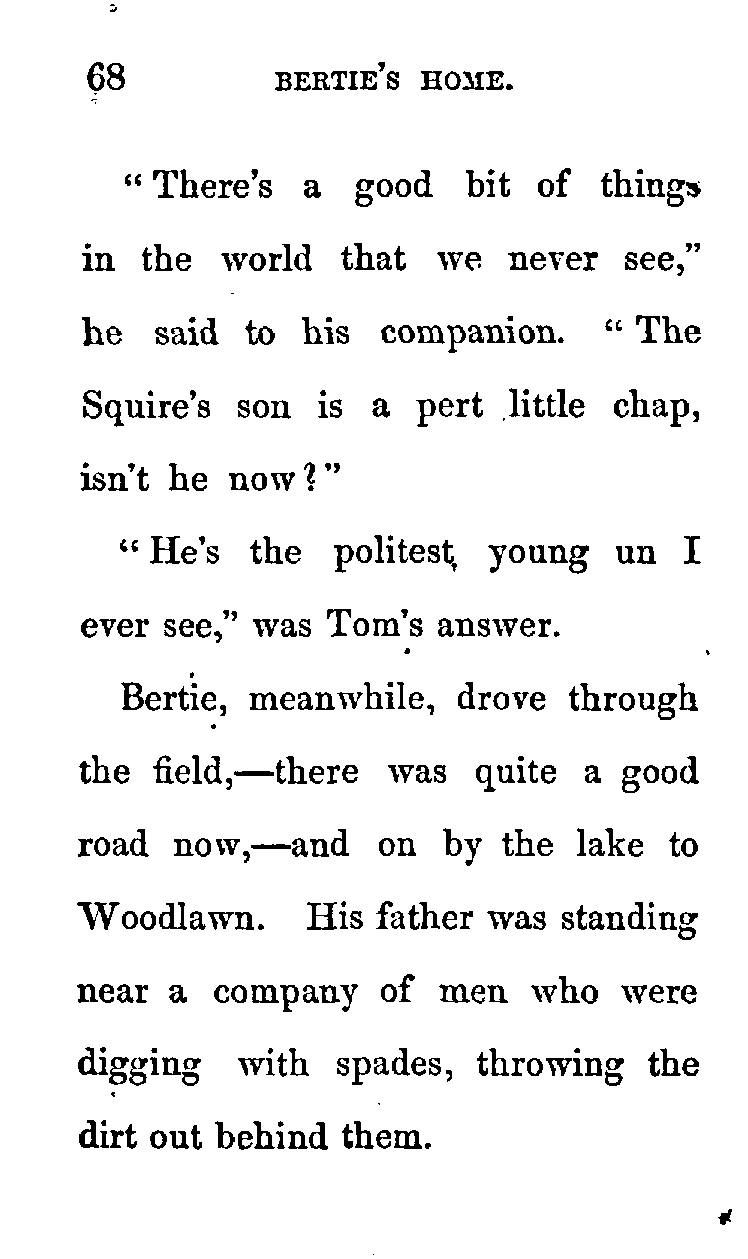 68 BERTIE'S HOME.
“There's a good bit of things
in the world that we never see,”
he said to his companion. “The
Squire's son is a pert little chap,
isn't he now?”
“He's the politest, young un I
ever see,” was Tom's answer.
Bertie, meanwhile, drove through
the field,—there was quite a good
road now,—and on by the lake to
Woodlawn. His father was standing
near a company of men who were
digging with spades, throwing the
dirt out behind them.